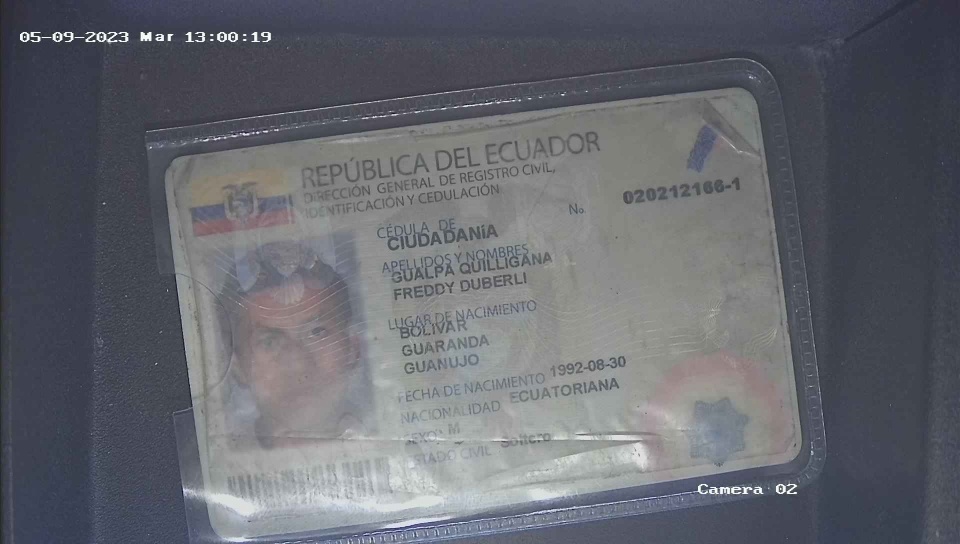 05-09-2023 Mar 13:00:19
REPÚBLICA DEL ECUADOR
DIRECCIÓN GENERAL DE REGISTRO CIVIL,
IDENTIFICACIÓN Y CEDULACIÓN
CÉDULA DE
No. 020212166-1
CIUDADANÍA
APELLIDOS Y NOMBRES
GUALPA QUILLIGANA
FREDDY DUBERLI
LUGAR DE NACIMIENTO
BOLIVAR
GUARANDA
GUANUJO
FECHA DE NACIMIENTO 1992-08-30
NACIONALIDAD ECUATORIANA
SEXO M
ESTADO CIVIL Soltero
Camera 02